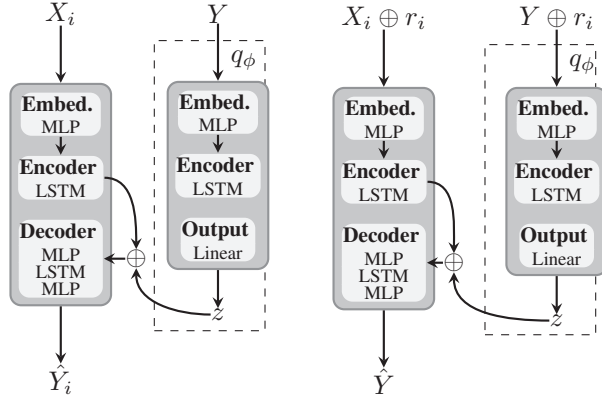 X_i
Y
q_ϕ
Embed.
MLP
Encoder
LSTM
Decoder
MLP
LSTM
MLP
Embed.
MLP
Encoder
LSTM
Output
Linear
⊕
z
Ŷ_i
X_i ⊕ r_i
Y ⊕ r_i
q_ϕ
Embed.
MLP
Encoder
LSTM
Decoder
MLP
LSTM
MLP
Embed.
MLP
Encoder
LSTM
Output
Linear
⊕
z
Ŷ